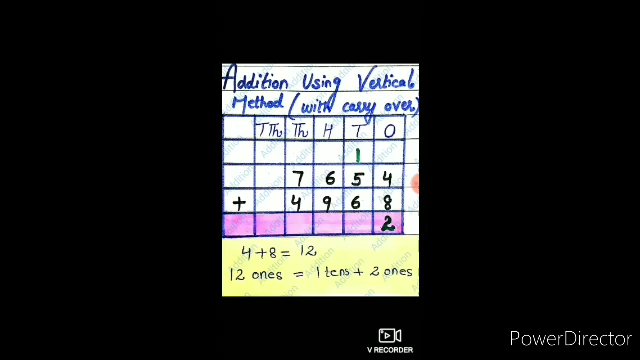 Addition Using Vertical
Method (with carry over)
TTh Th H T O
1
7 6 5 4
+ 4 9 6 8
2
4+8= 12
12 ones = 1 tens + 2 ones
V RECORDER
PowerDirector